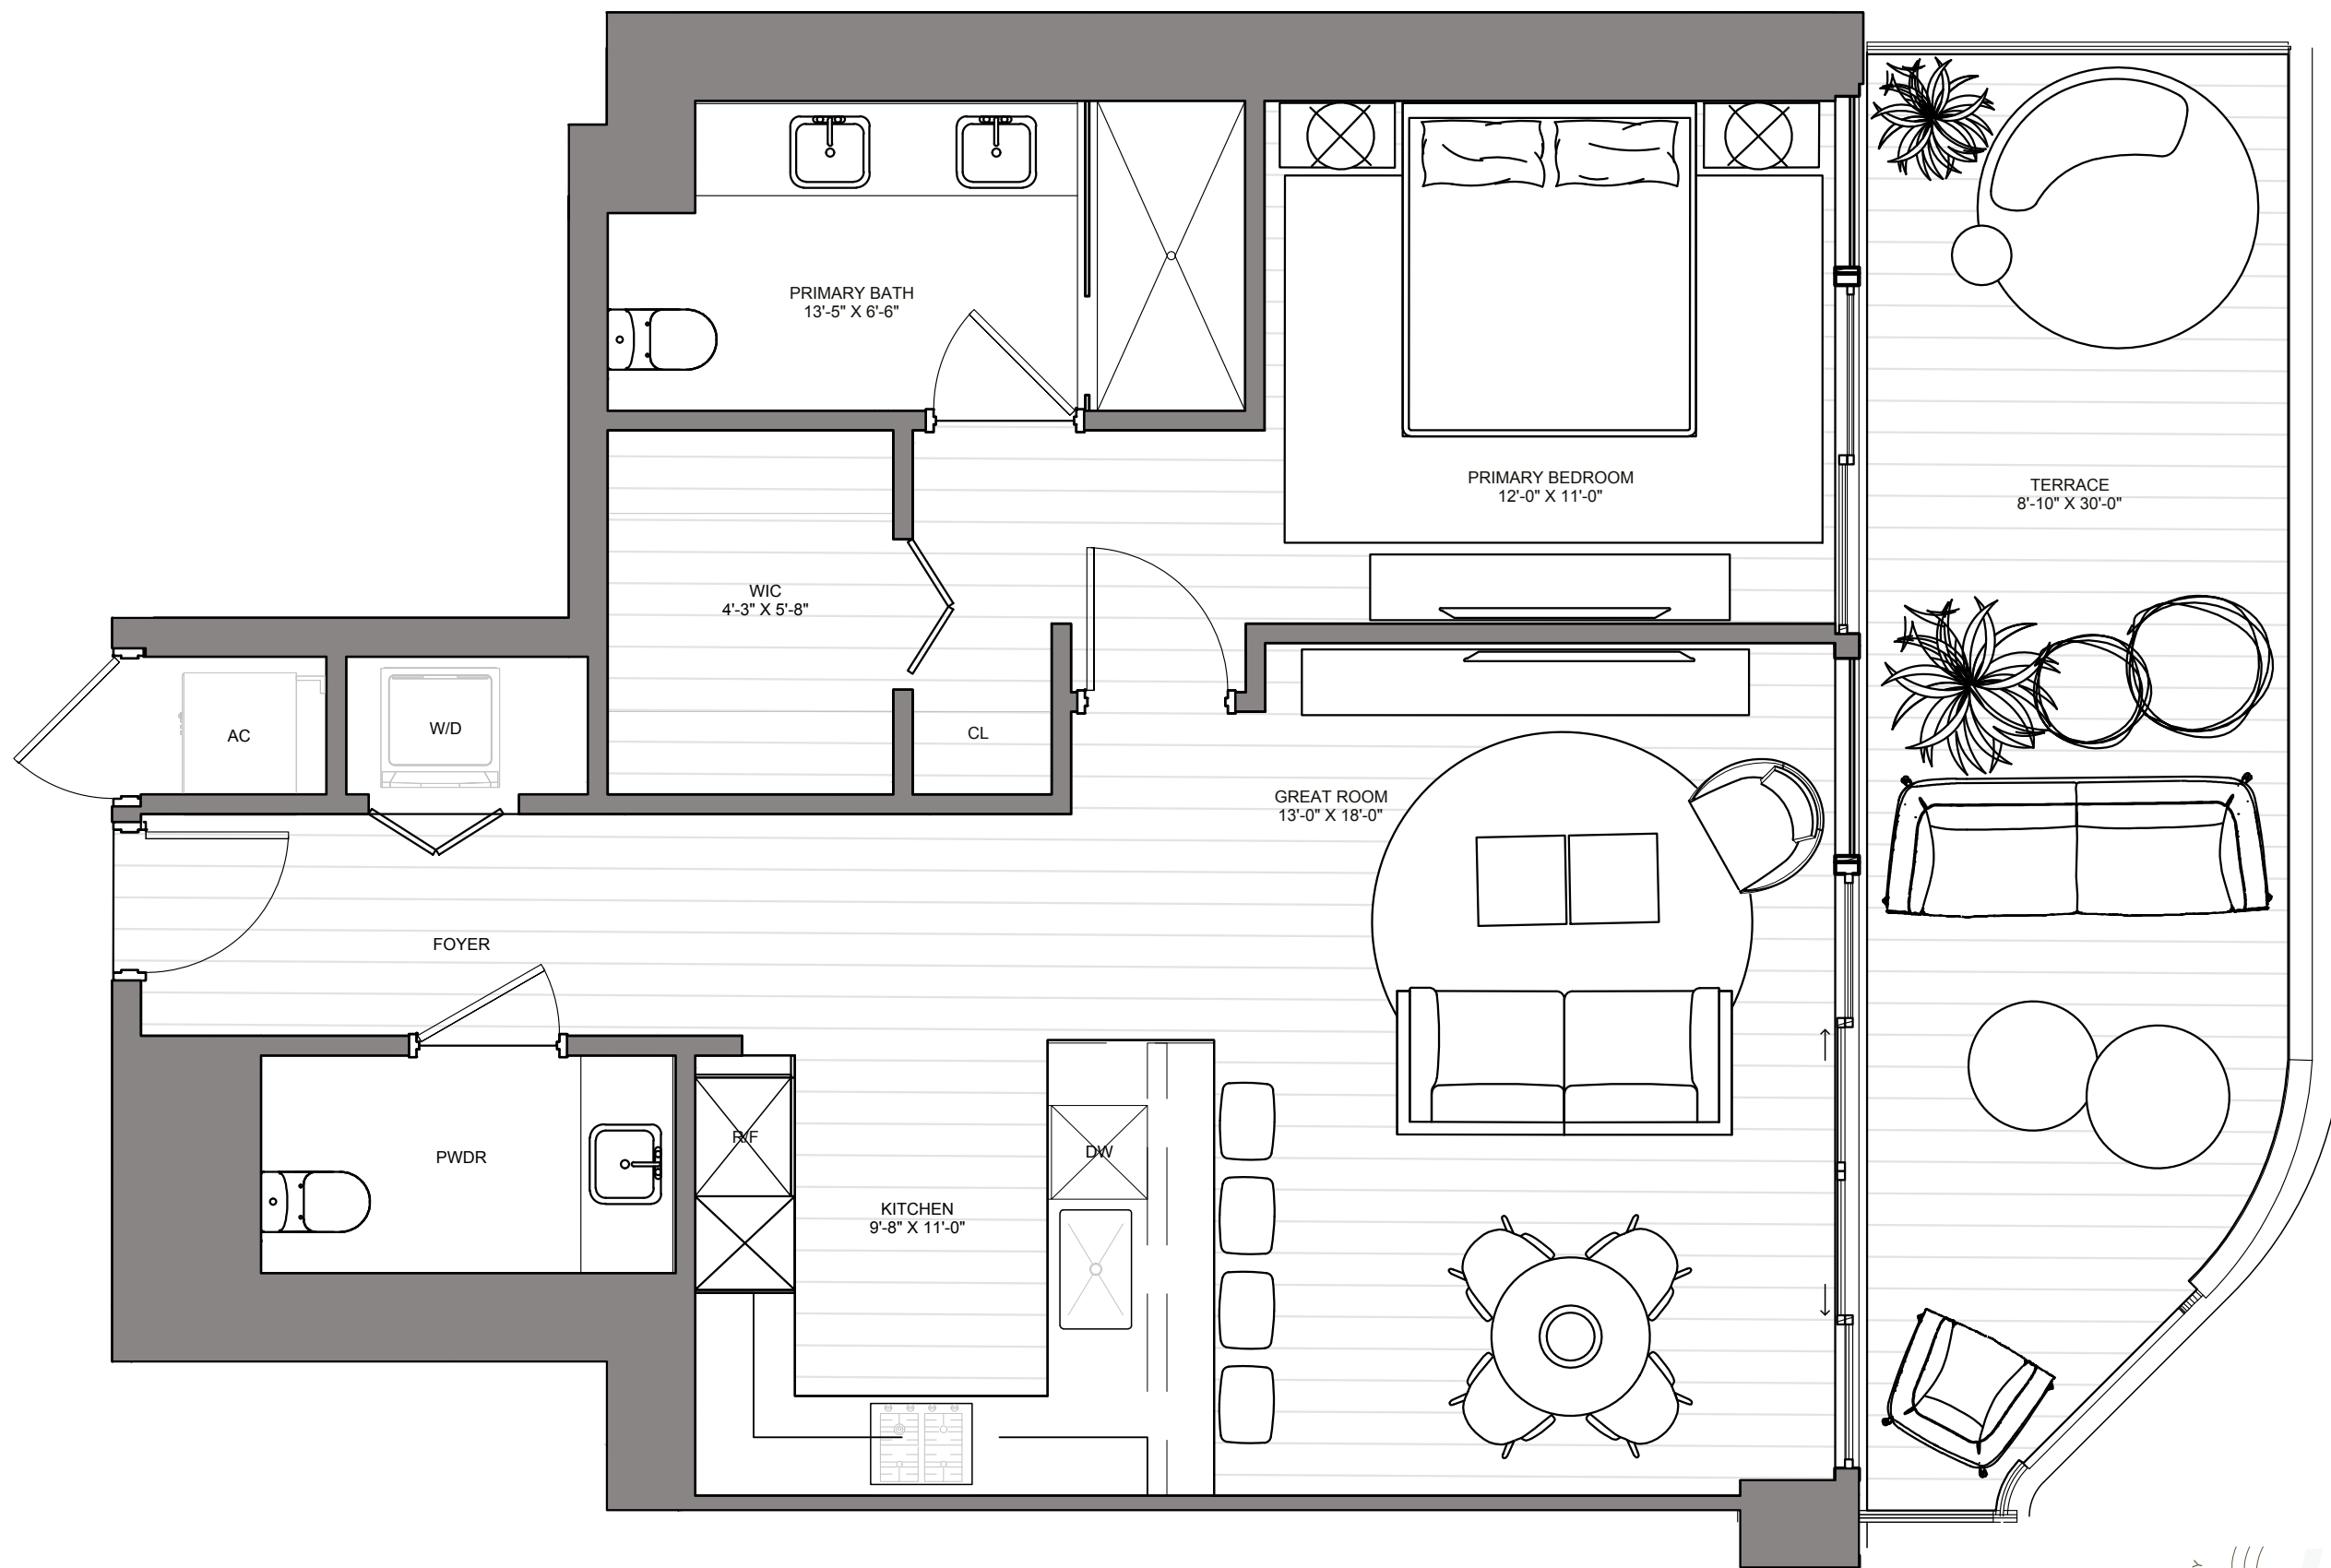 PRIMARY BATH
13'-5" X 6'-6"
PRIMARY BEDROOM
12'-0" X 11'-0"
TERRACE
8'-10" X 30'-0"
WIC
4'-3" X 5'-8"
AC
W/D
CL
GREAT ROOM
13'-0" X 18'-0"
FOYER
R/F
DW
PWDR
KITCHEN
9'-8" X 11'-0"